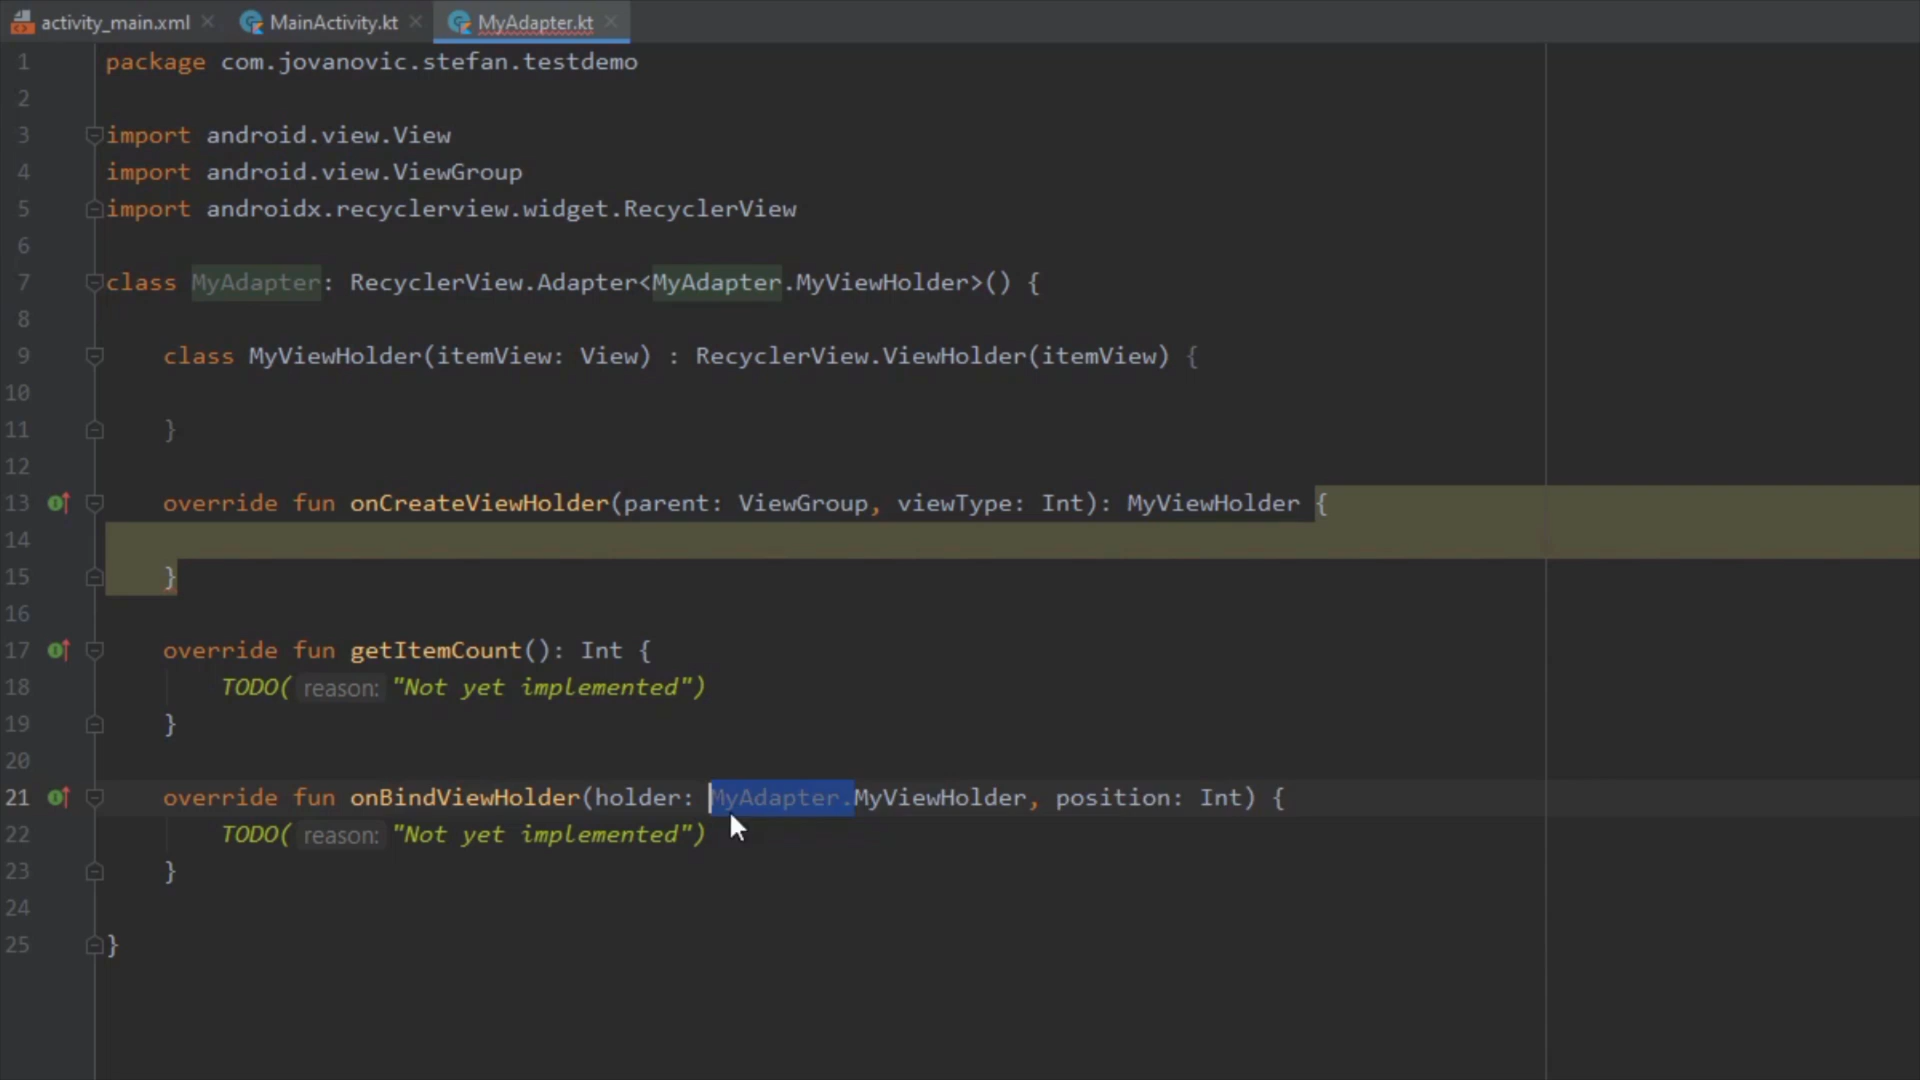 activity_main.xml MainActivity.kt MyAdapter.kt
1 package com.jovanovic.stefan.testdemo
2
3 import android.view.View
4 import android.view.ViewGroup
5 import androidx.recyclerview.widget.RecyclerView
6
7 class MyAdapter: RecyclerView.Adapter<MyAdapter.MyViewHolder>() {
8
9 class MyViewHolder(itemView: View) : RecyclerView.ViewHolder(itemView) {
10
11 }
12
13 override fun onCreateViewHolder(parent: ViewGroup, viewType: Int): MyViewHolder {
14
15 }
16
17 override fun getItemCount(): Int {
18 TODO( reason: "Not yet implemented")
19 }
20
21 override fun onBindViewHolder(holder: MyAdapter.MyViewHolder, position: Int) {
22 TODO( reason: "Not yet implemented")
23 }
24
25 }